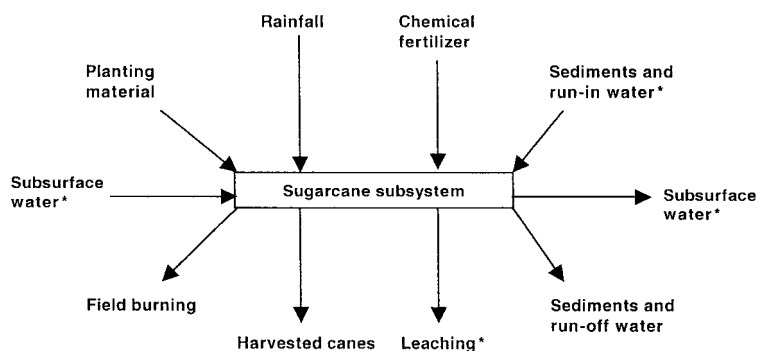 Rainfall
Chemical
fertilizer
Planting
material
Sediments and
run-in water*
Subsurface
water*
Sugarcane subsystem
Subsurface
water*
Field burning
Harvested canes
Leaching*
Sediments and
run-off water